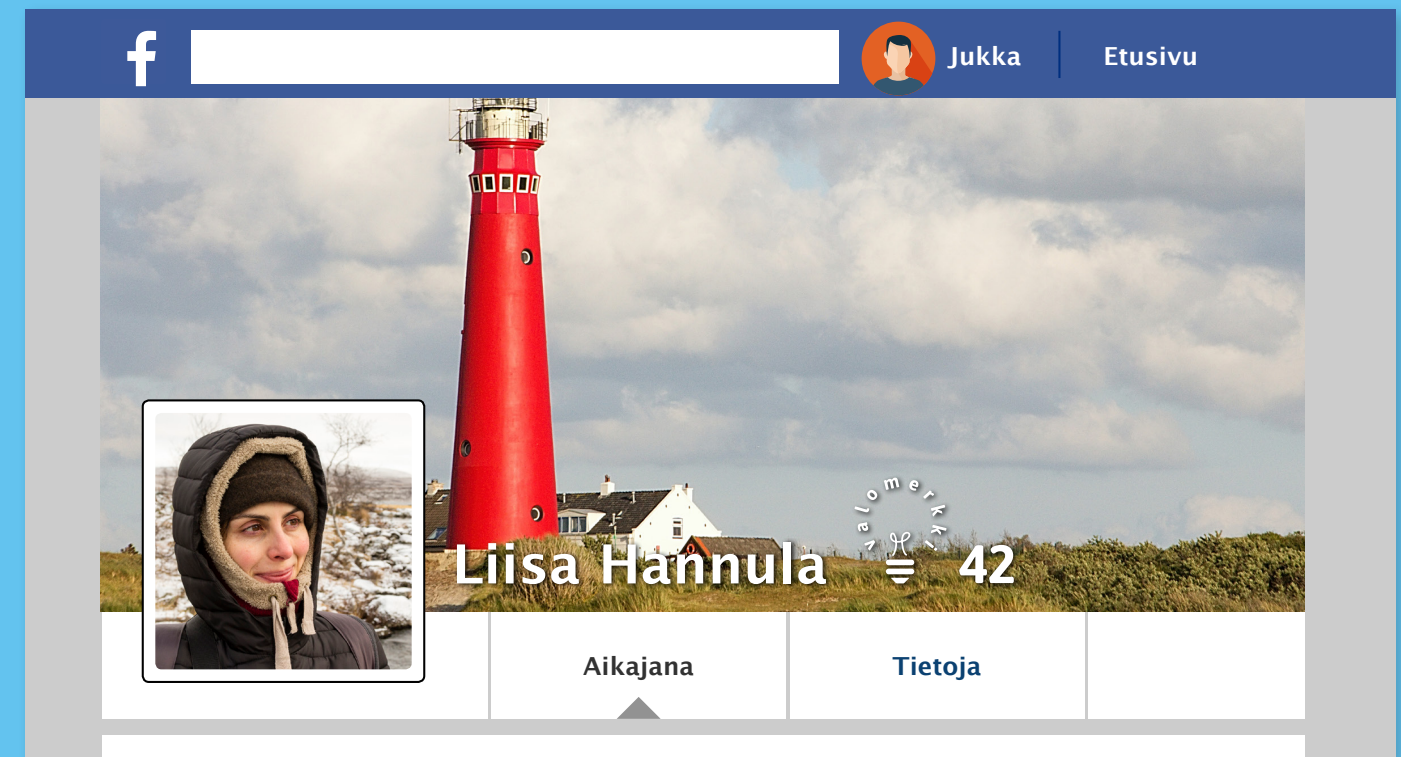 f
Jukka
Etusivu
valomerkki
Liisa Hannula
42
Aikajana
Tietoja